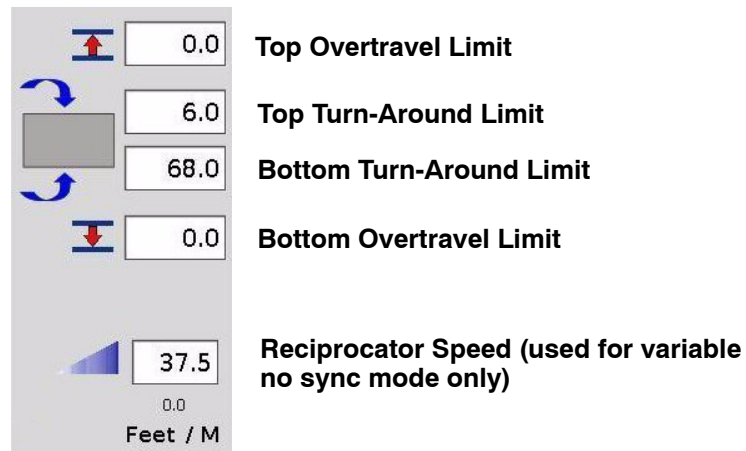 0.0 Top Overtravel Limit
6.0 Top Turn-Around Limit
68.0 Bottom Turn-Around Limit
0.0 Bottom Overtravel Limit
37.5 Reciprocator Speed (used for variable
no sync mode only)
0.0
Feet / M